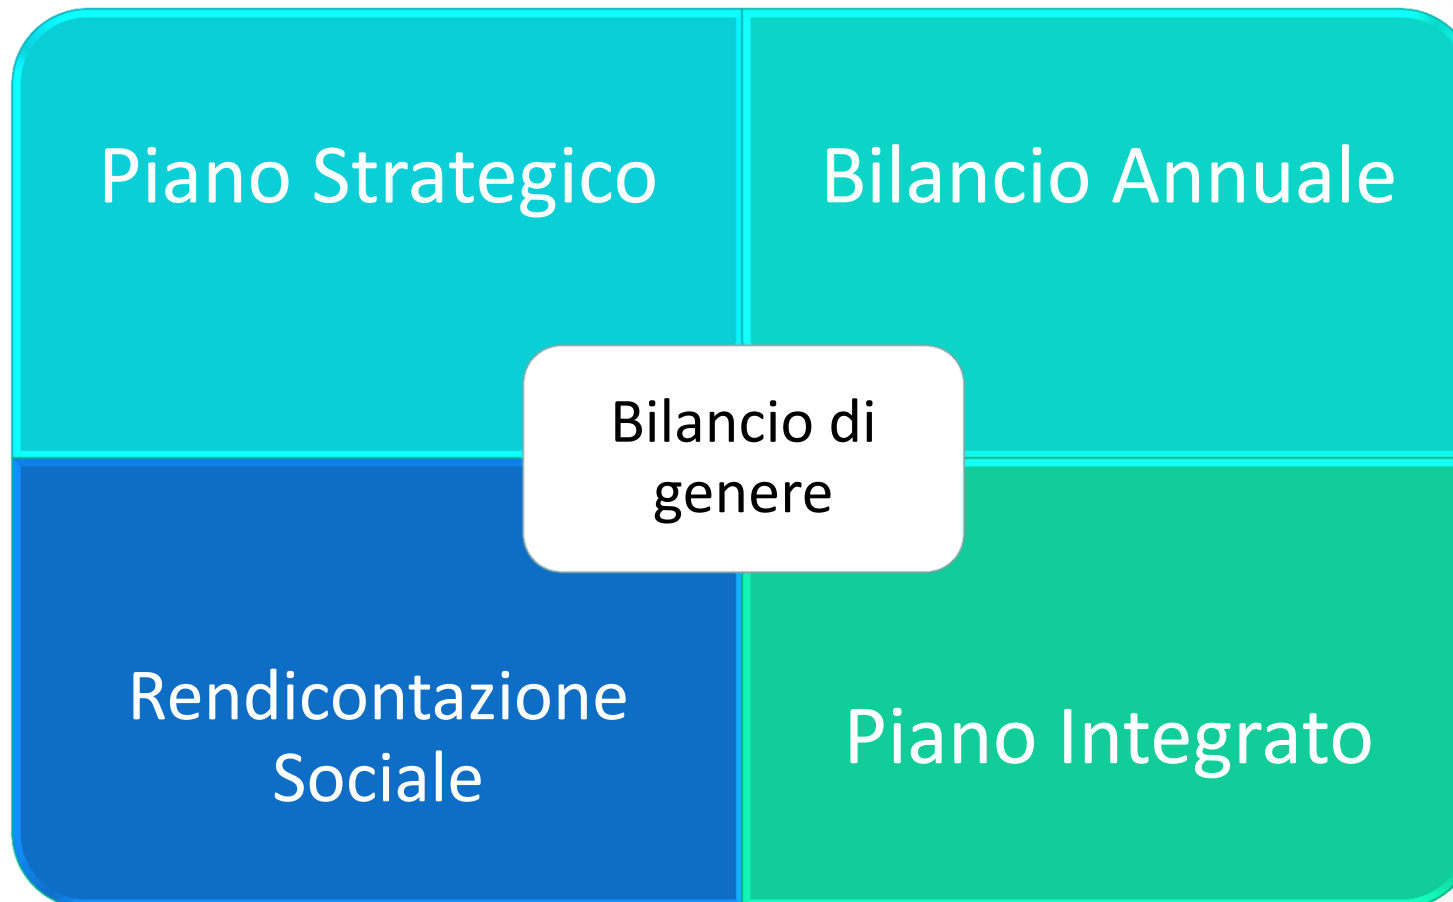 Piano Strategico
Bilancio Annuale
Bilancio di
genere
Rendicontazione
Sociale
Piano Integrato